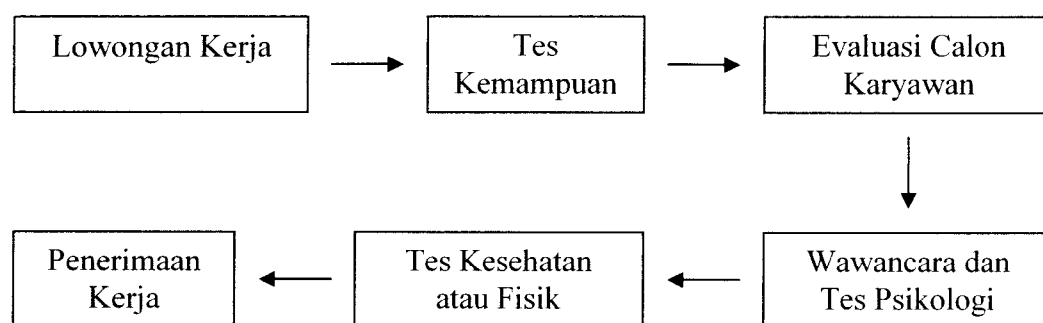 Lowongan Kerja
Tes
Kemampuan
Evaluasi Calon
Karyawan
Wawancara dan
Tes Psikologi
Tes Kesehatan
atau Fisik
Penerimaan
Kerja